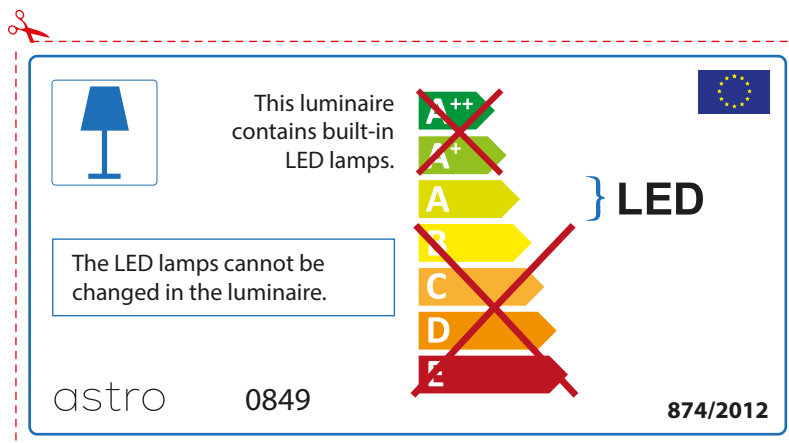 This luminaire
contains built-in
LED lamps.
A++
A+
A
B
C
D
E
LED
The LED lamps cannot be
changed in the luminaire.
astro
0849
874/2012